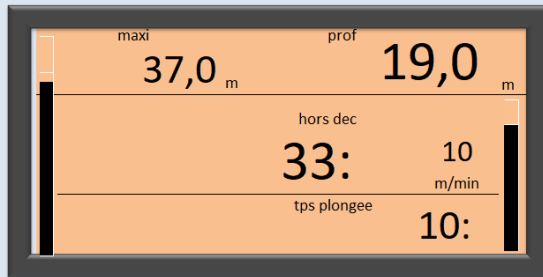 maxi prof
37,0 m 19,0 m
hors dec
33: 10
m/min
tps plongee
10: